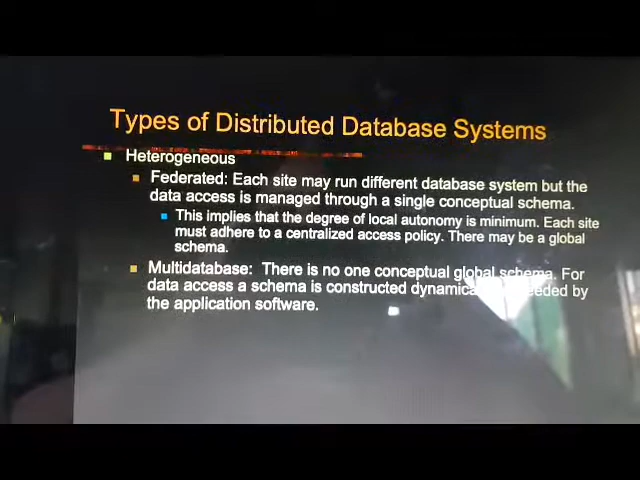 Types of Distributed Database Systems
Heterogeneous
Federated: Each site may run different database system but the
data access is managed through a single conceptual schema.
This implies that the degree of local autonomy is minimum. Each site
must adhere to a centralized access policy. There may be a global
schema.
Multidatabase: There is no one conceptual global schema. For
data access a schema is constructed by
the application software.